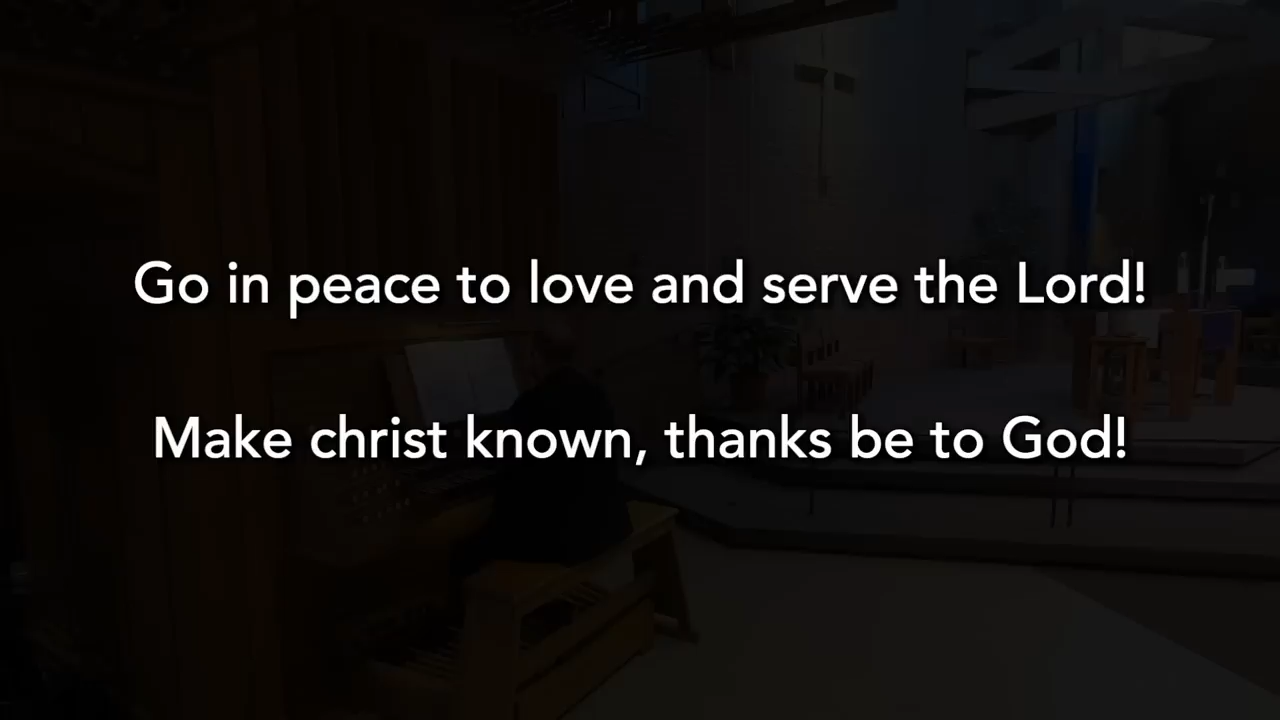 Go in peace to love and serve the Lord!
Make christ known, thanks be to God!